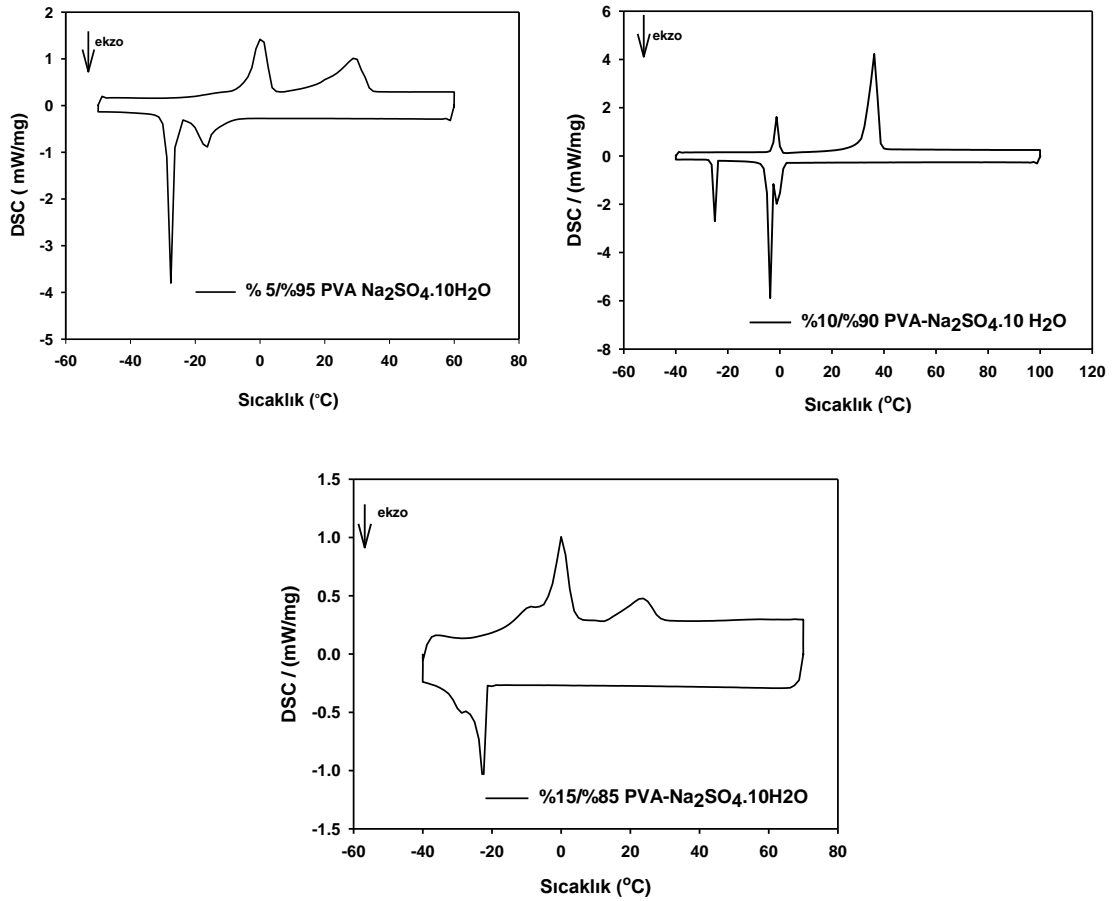 2
1
0
-1
-2
-3
-4
-5
DSC ( mW/mg)
ekzo
% 5/%95 PVA Na2SO4.10H2O
-60 -40 -20 0 20 40 60 80
Sıcaklık (°C)
6
4
2
0
-2
-4
-6
-8
DSC / (mW/mg)
ekzo
%10/%90 PVA-Na2SO4.10 H2O
-60 -40 -20 0 20 40 60 80 100 120
Sıcaklık (oC)
1.5
1.0
0.5
0.0
-0.5
-1.0
-1.5
DSC / (mW/mg)
ekzo
%15/%85 PVA-Na2SO4.10H2O
-60 -40 -20 0 20 40 60 80
Sıcaklık (oC)